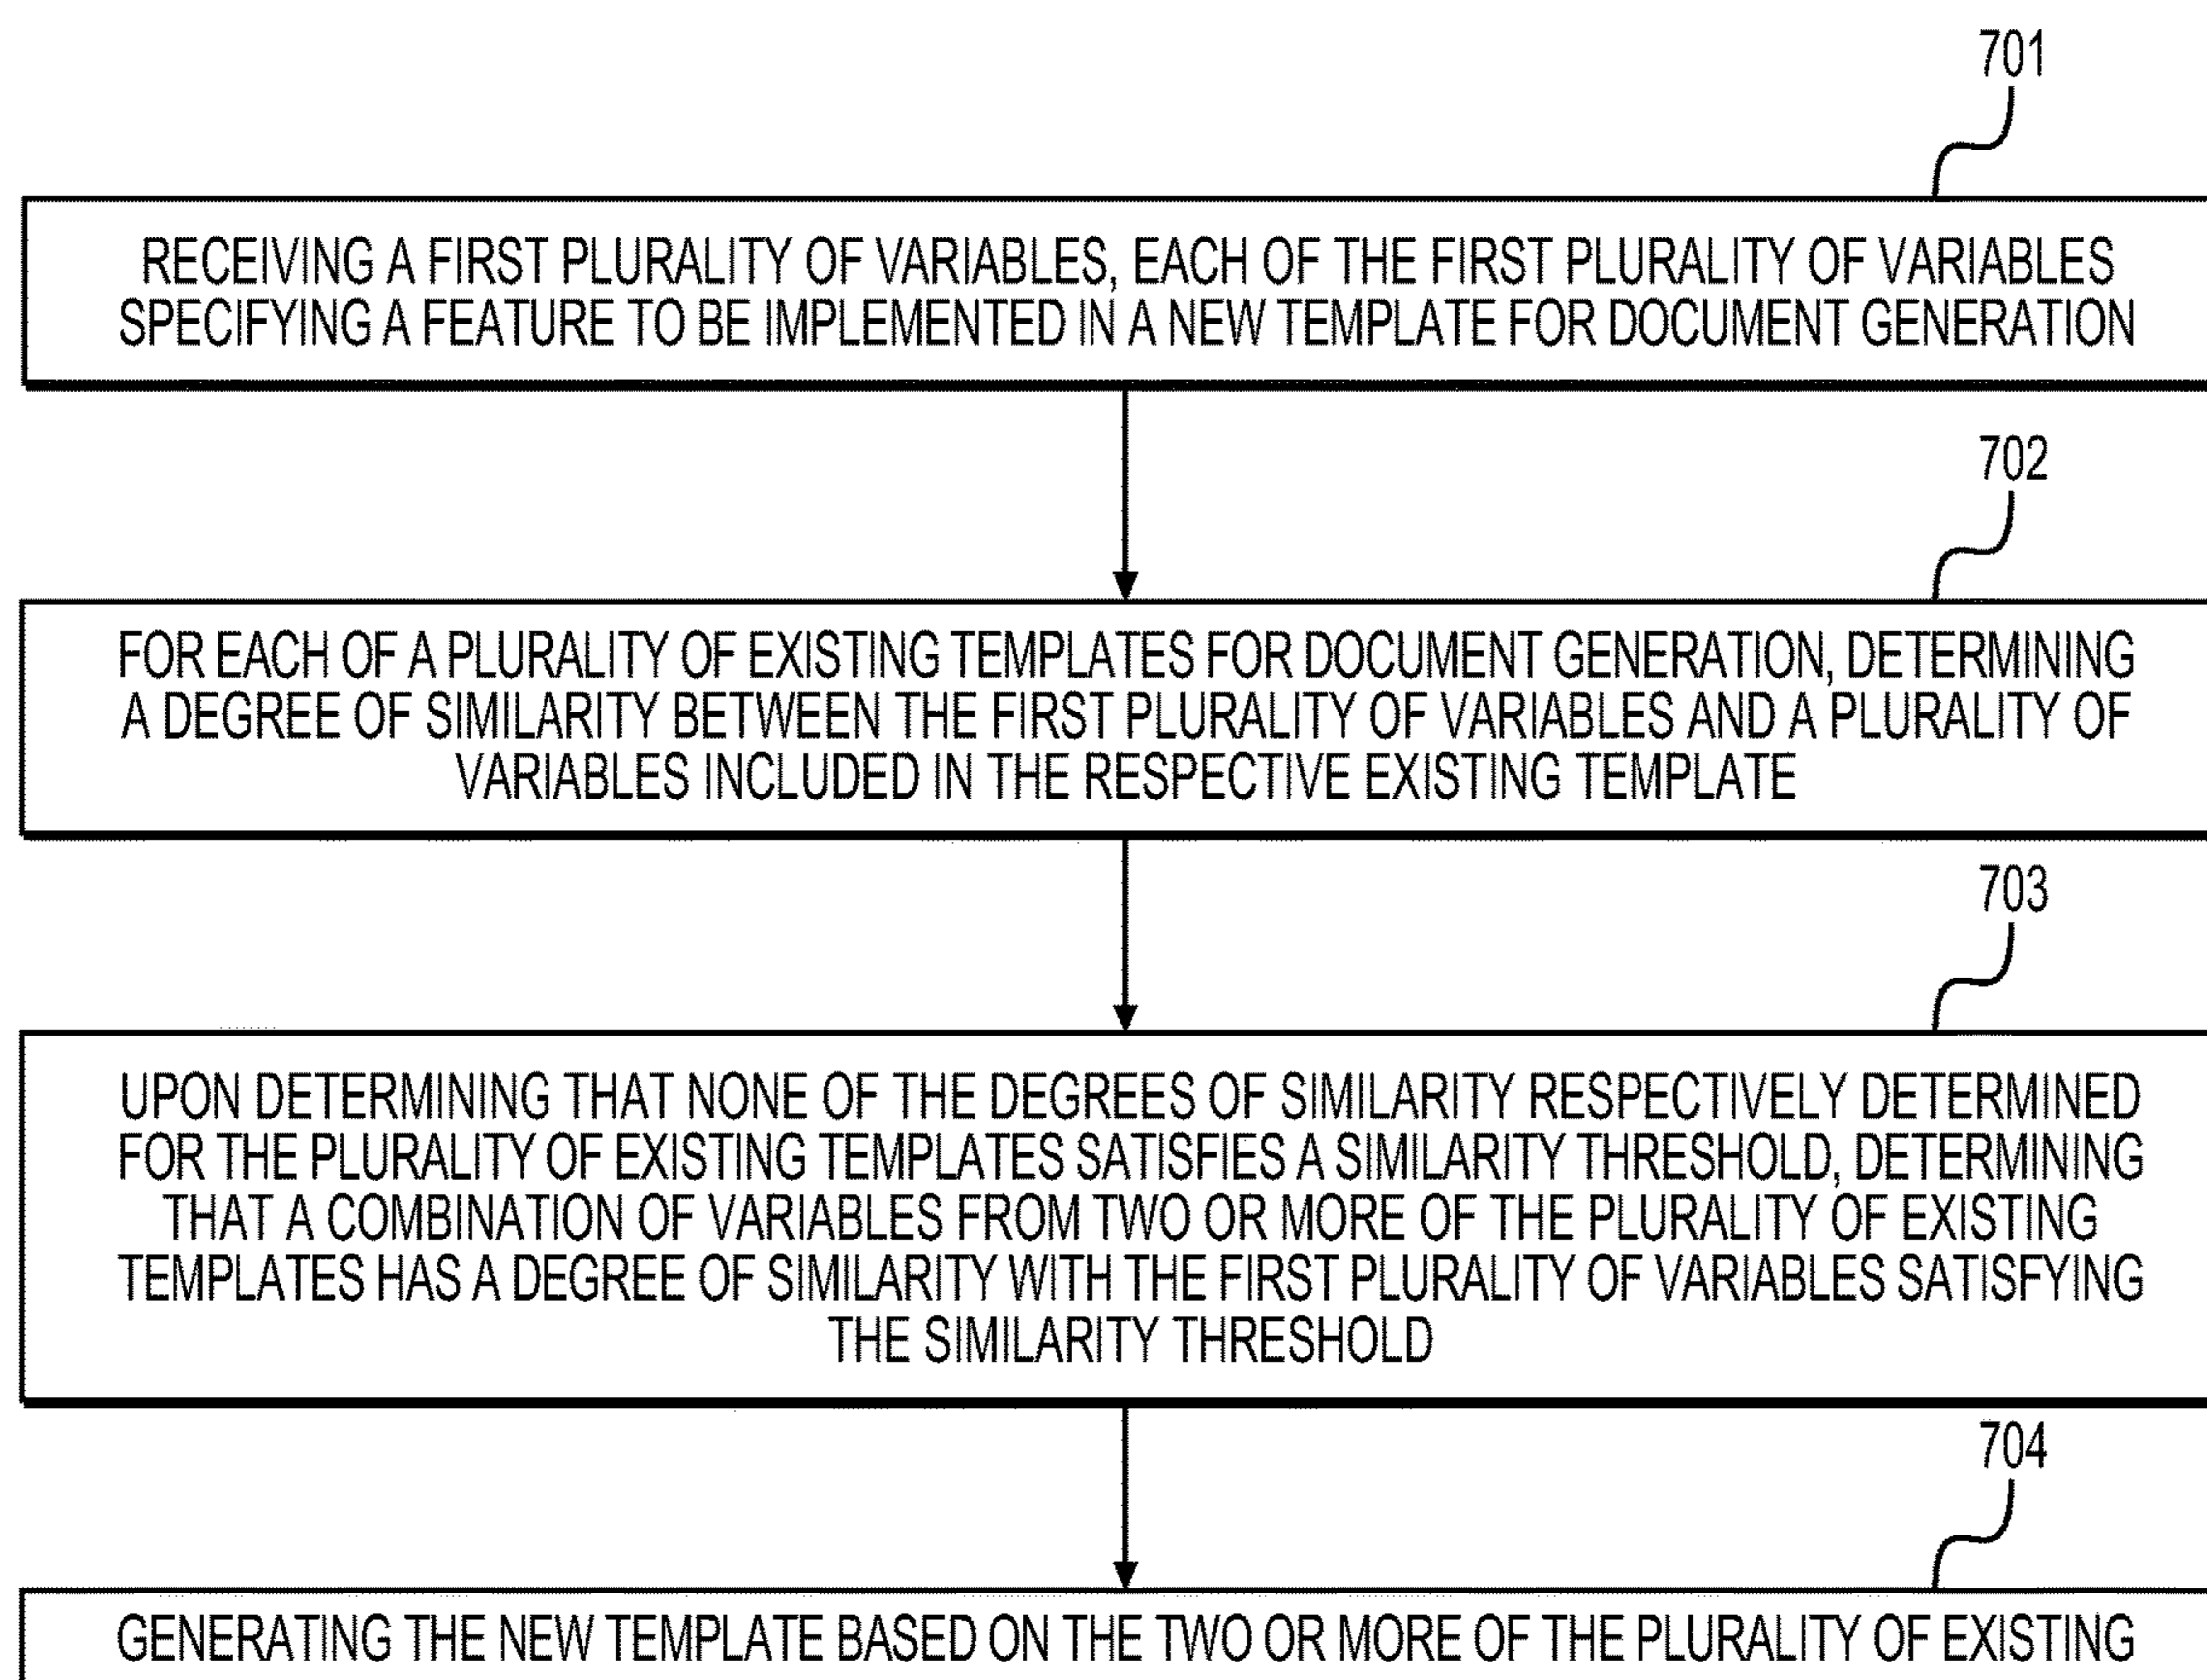 701
RECEIVING A FIRST PLURALITY OF VARIABLES, EACH OF THE FIRST PLURALITY OF VARIABLES
SPECIFYING A FEATURE TO BE IMPLEMENTED IN A NEW TEMPLATE FOR DOCUMENT GENERATION
702
FOR EACH OF A PLURALITY OF EXISTING TEMPLATES FOR DOCUMENT GENERATION, DETERMINING
A DEGREE OF SIMILARITY BETWEEN THE FIRST PLURALITY OF VARIABLES AND A PLURALITY OF
VARIABLES INCLUDED IN THE RESPECTIVE EXISTING TEMPLATE
703
UPON DETERMINING THAT NONE OF THE DEGREES OF SIMILARITY RESPECTIVELY DETERMINED
FOR THE PLURALITY OF EXISTING TEMPLATES SATISFIES A SIMILARITY THRESHOLD, DETERMINING
THAT A COMBINATION OF VARIABLES FROM TWO OR MORE OF THE PLURALITY OF EXISTING
TEMPLATES HAS A DEGREE OF SIMILARITY WITH THE FIRST PLURALITY OF VARIABLES SATISFYING
THE SIMILARITY THRESHOLD
704
GENERATING THE NEW TEMPLATE BASED ON THE TWO OR MORE OF THE PLURALITY OF EXISTING